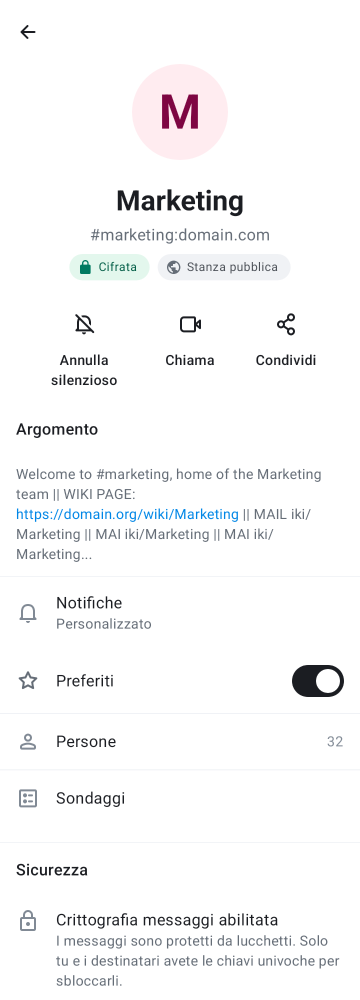 M
Marketing
#marketing:domain.com
Cifrata
Stanza pubblica
Annulla
silenzioso
Chiama
Condividi
Argomento
Welcome to #marketing, home of the Marketing
team || WIKI PAGE:
https://domain.org/wiki/Marketing || MAIL iki/
Marketing || MAI iki/Marketing || MAI iki/
Marketing...
Notifiche
Personalizzato
Preferiti
Persone 32
Sondaggi
Sicurezza
Crittografia messaggi abilitata
I messaggi sono protetti da lucchetti. Solo
tu e i destinatari avete le chiavi univoche per
sbloccarli.